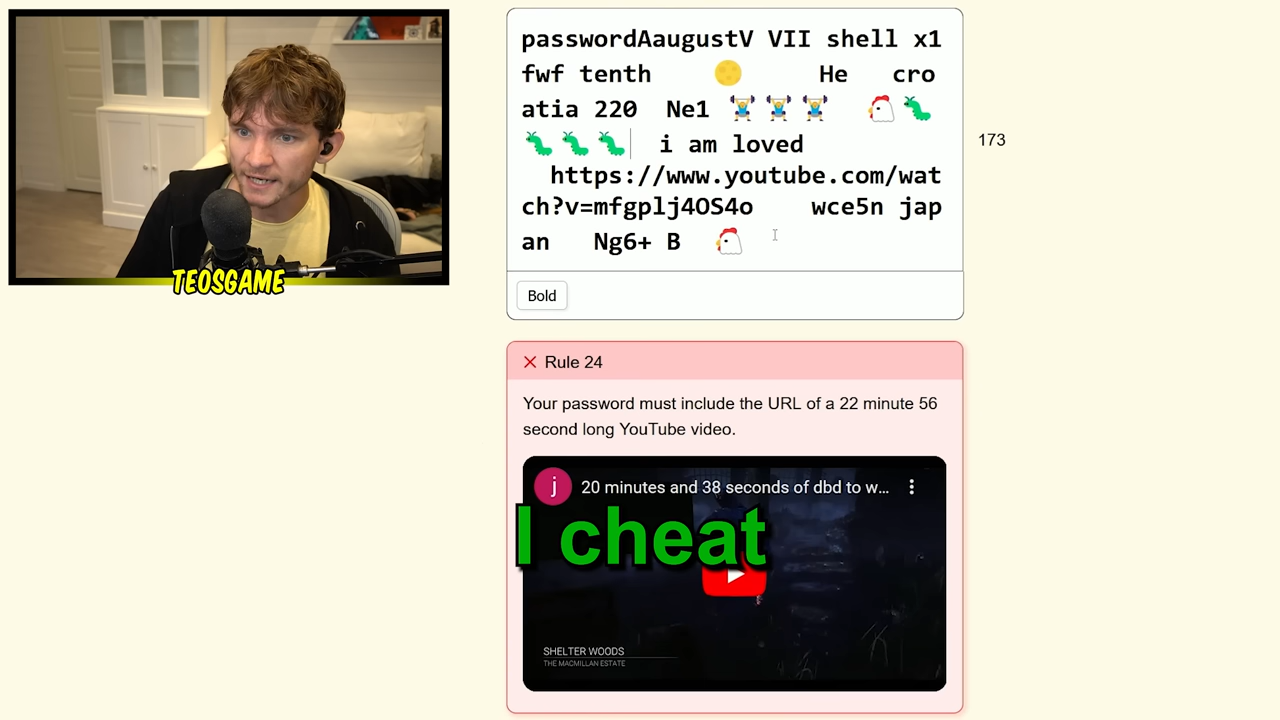 TEOSGAME
passwordAaugustV VII shell x1
fwf tenth 🌕 He cro
atia 220 Ne1 🏋️‍♂️🏋️‍♂️🏋️‍♂️ 🐔🐛
🐛🐛🐛 i am loved
https://www.youtube.com/wat
ch?v=mfgplj4OS4o wce5n jap
an Ng6+ B 🐔
173
Bold
Rule 24
Your password must include the URL of a 22 minute 56
second long YouTube video.
j
20 minutes and 38 seconds of dbd to w...
I cheat
SHELTER WOODS
THE MACMILLAN ESTATE